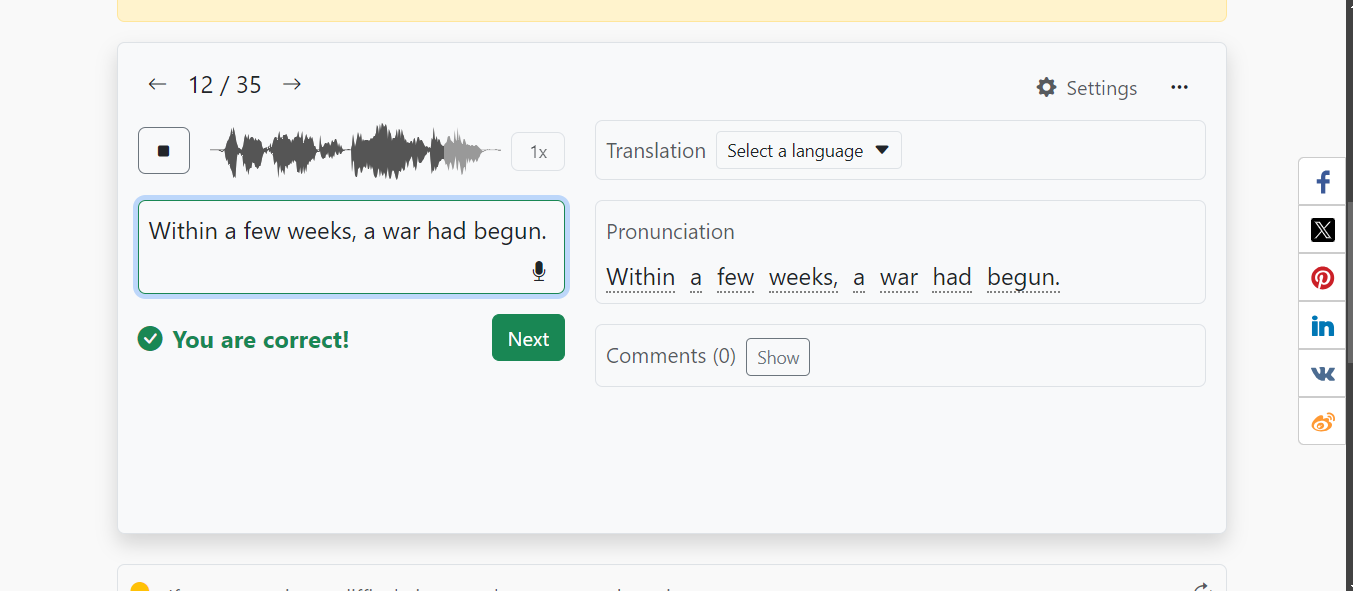 12 / 35
Settings
1x
Within a few weeks, a war had begun.
You are correct!
Next
Translation
Select a language
Pronunciation
Within a few weeks, a war had begun.
Comments (0)
Show